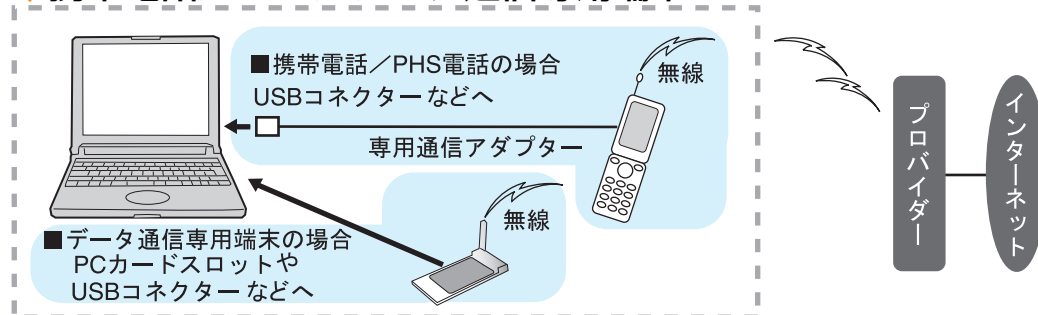 ■携帯電話／PHS電話の場合
USBコネクターなどへ
無線
専用通信アダプター
無線
■データ通信専用端末の場合
PCカードスロットや
USBコネクターなどへ
プロバイダー
インターネット